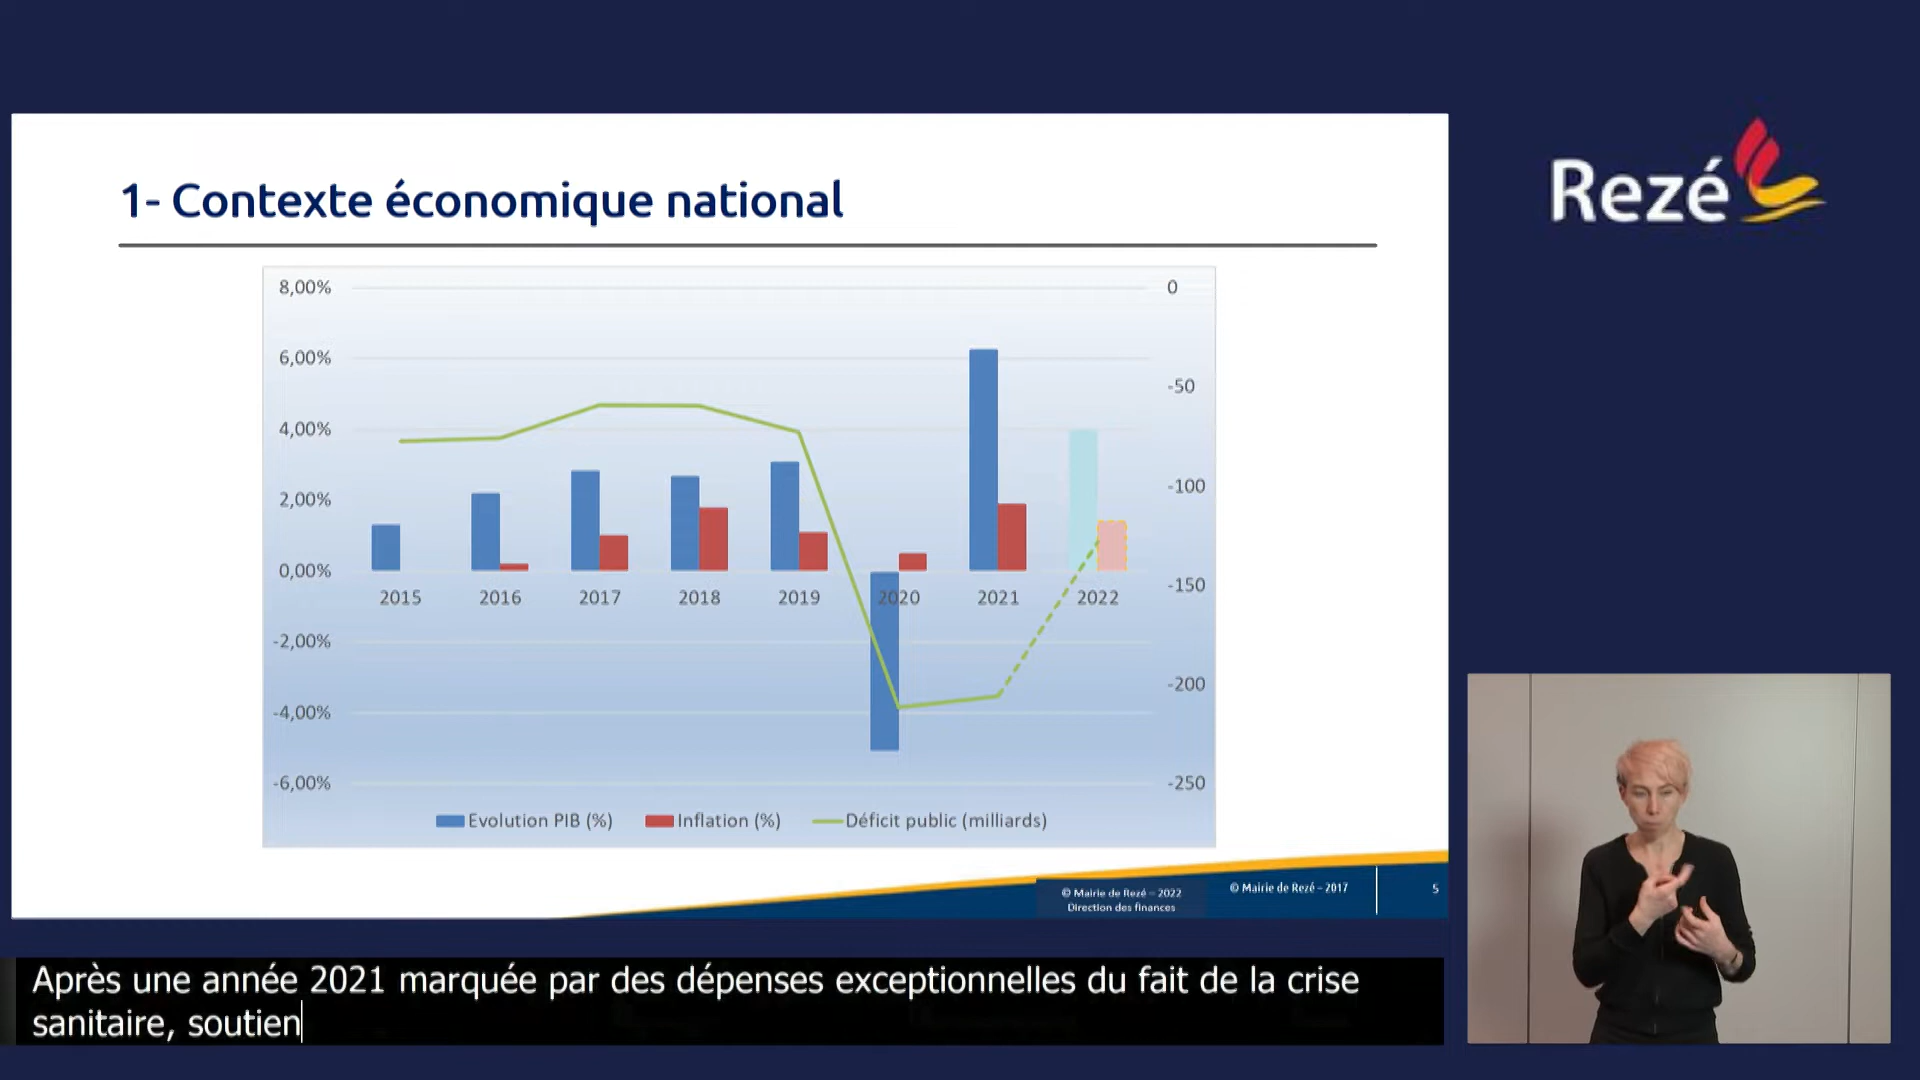 Rezé
1- Contexte économique national
8,00%
6,00%
4,00%
2,00%
0,00%
-2,00%
-4,00%
-6,00%
0
-50
-100
-150
-200
-250
2015 2016 2017 2018 2019 2020 2021 2022
Evolution PIB (%) Inflation (%) Déficit public (milliards)
© Mairie de Rezé – 2022
Direction des finances
© Mairie de Rezé – 2017
5
Après une année 2021 marquée par des dépenses exceptionnelles du fait de la crise
sanitaire, soutien